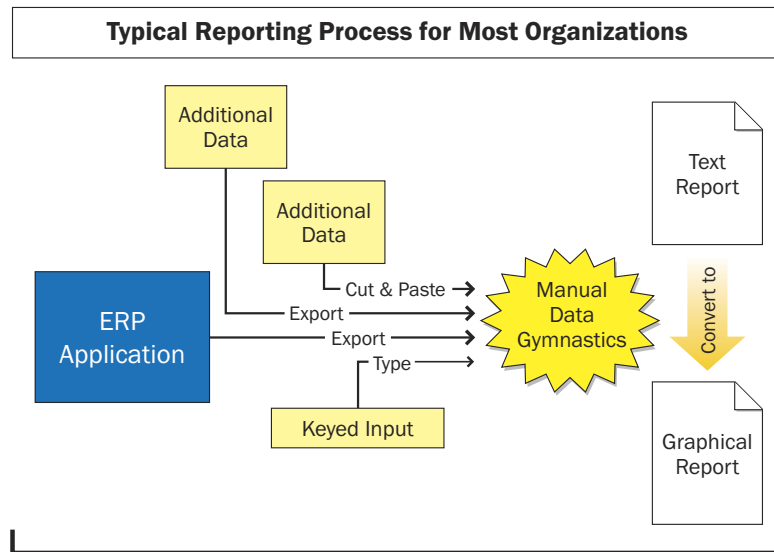 Typical Reporting Process for Most Organizations
Additional
Data
Additional
Data
Text
Report
ERP
Application
Cut & Paste
Export
Export
Type
Manual
Data
Gymnastics
Convert to
Keyed Input
Graphical
Report